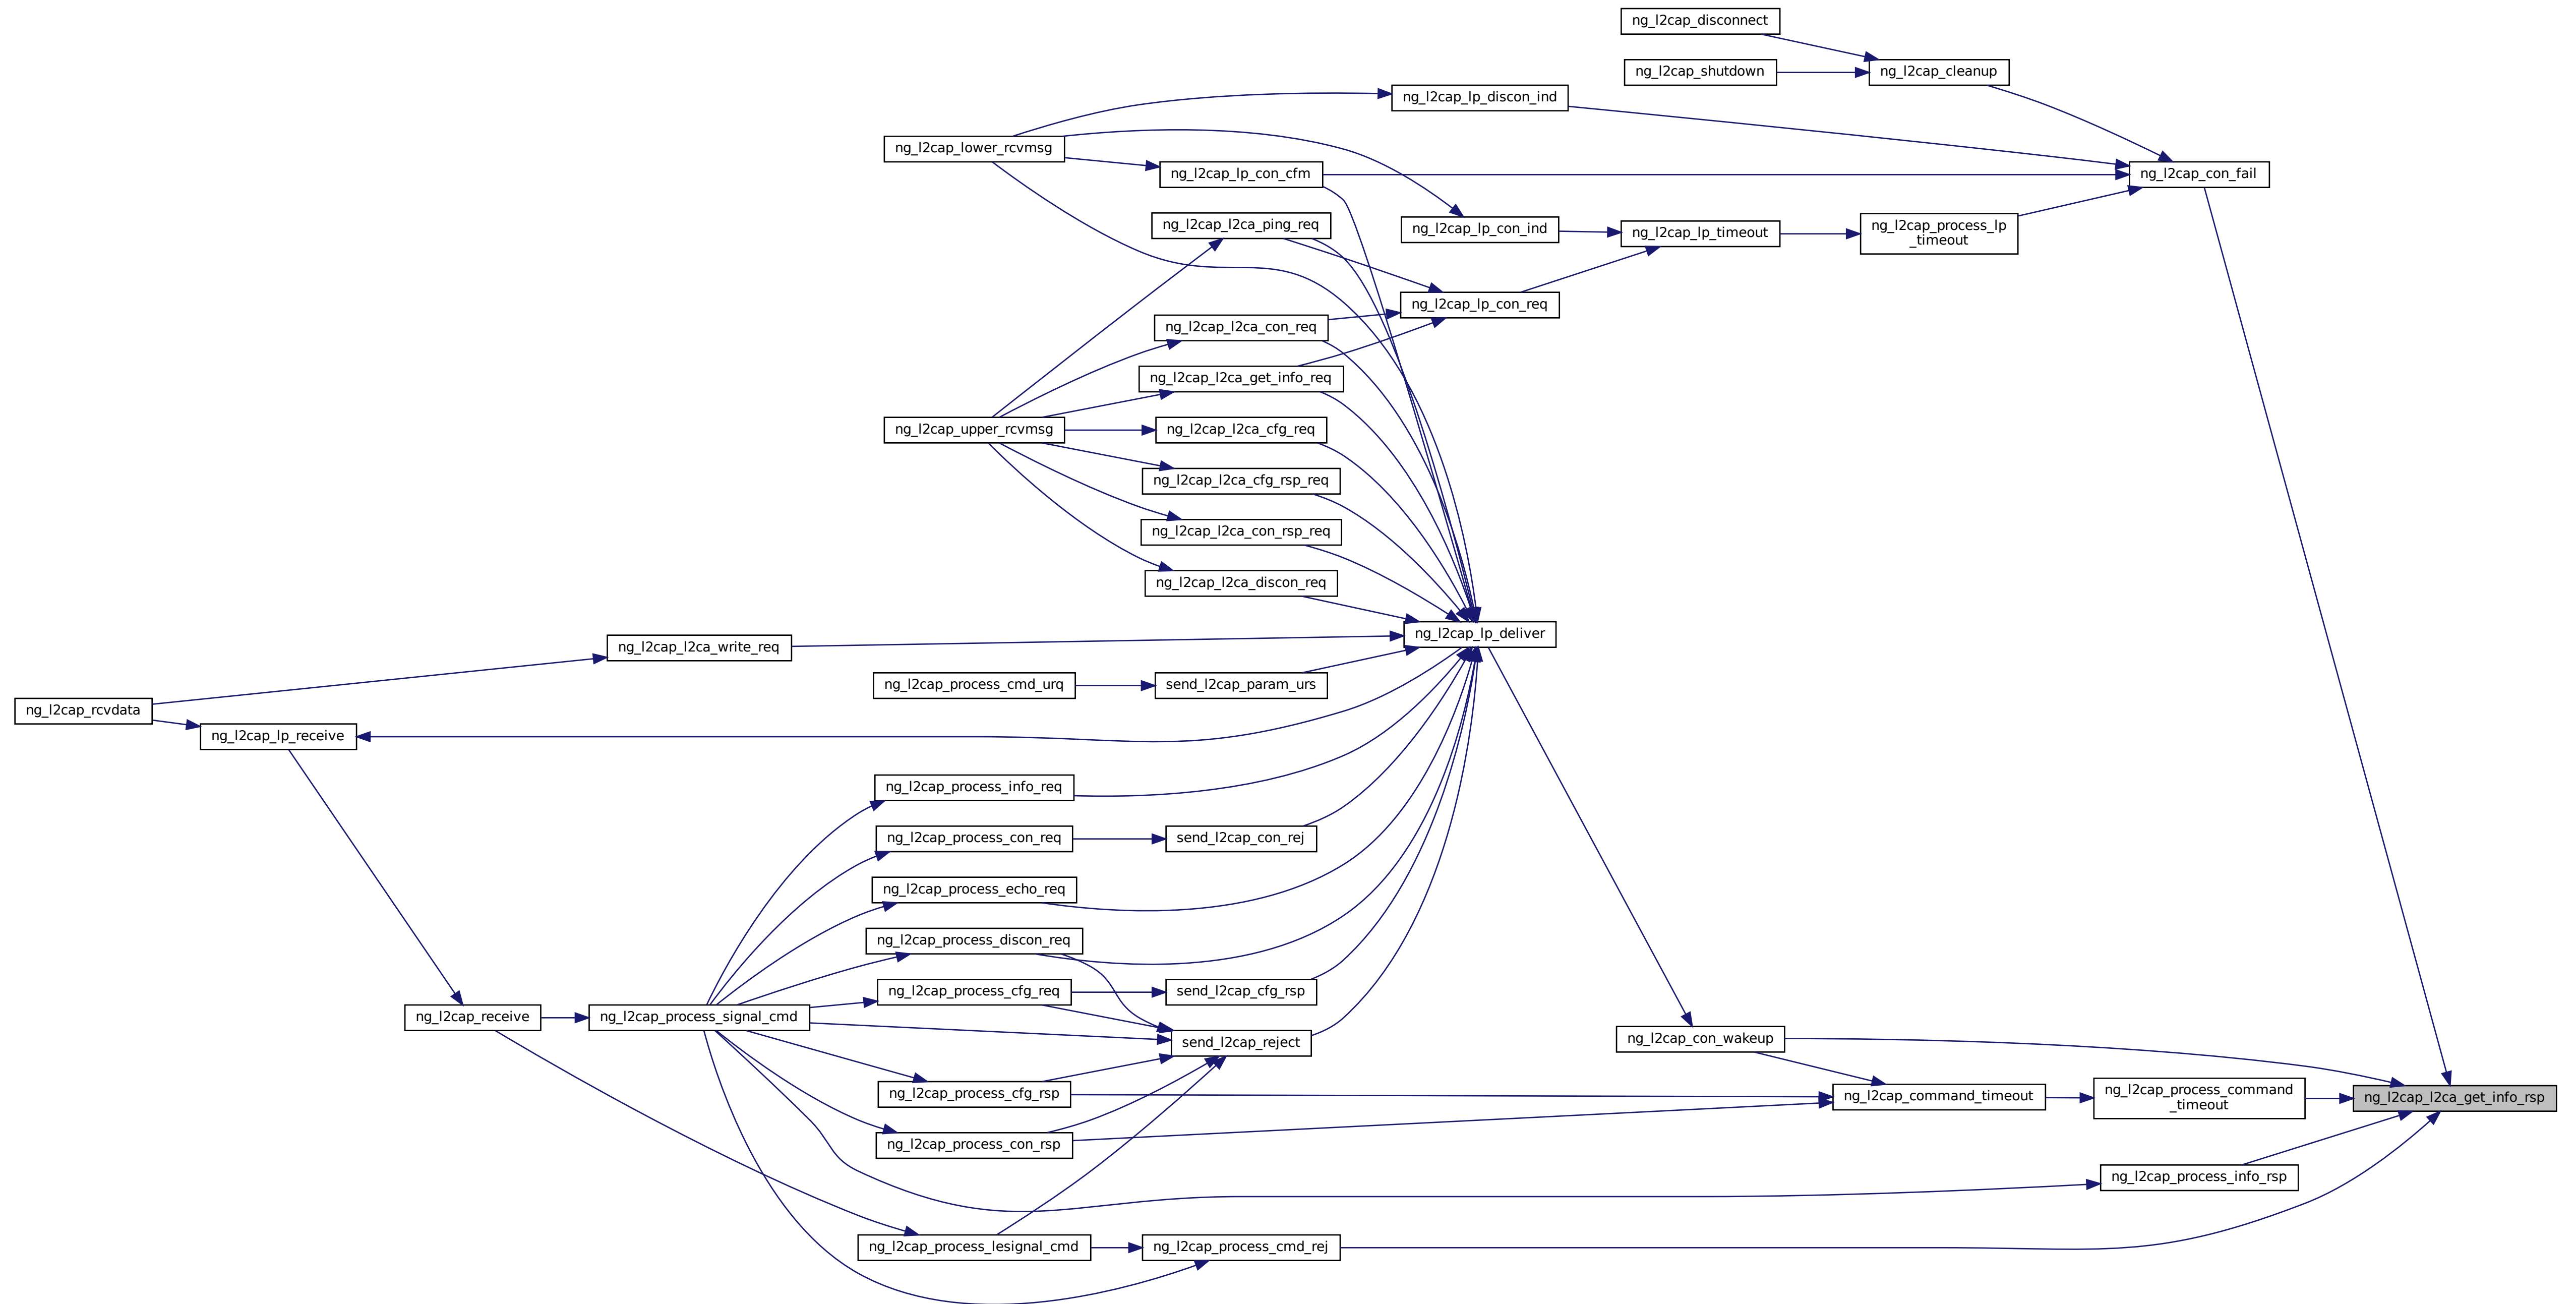 ng_l2cap_disconnect
ng_l2cap_shutdown
ng_l2cap_cleanup
ng_l2cap_lp_discon_ind
ng_l2cap_lower_rcvmsg
ng_l2cap_lp_con_cfm
ng_l2cap_con_fail
ng_l2cap_l2ca_ping_req
ng_l2cap_lp_con_ind
ng_l2cap_lp_timeout
ng_l2cap_process_lp
_timeout
ng_l2cap_lp_con_req
ng_l2cap_l2ca_con_req
ng_l2cap_l2ca_get_info_req
ng_l2cap_upper_rcvmsg
ng_l2cap_l2ca_cfg_req
ng_l2cap_l2ca_cfg_rsp_req
ng_l2cap_l2ca_con_rsp_req
ng_l2cap_l2ca_discon_req
ng_l2cap_lp_deliver
ng_l2cap_l2ca_write_req
ng_l2cap_process_cmd_urq
send_l2cap_param_urs
ng_l2cap_rcvdata
ng_l2cap_lp_receive
ng_l2cap_process_info_req
ng_l2cap_process_con_req
send_l2cap_con_rej
ng_l2cap_process_echo_req
ng_l2cap_process_discon_req
ng_l2cap_process_cfg_req
send_l2cap_cfg_rsp
ng_l2cap_receive
ng_l2cap_process_signal_cmd
send_l2cap_reject
ng_l2cap_con_wakeup
ng_l2cap_process_cfg_rsp
ng_l2cap_command_timeout
ng_l2cap_process_command
_timeout
ng_l2cap_l2ca_get_info_rsp
ng_l2cap_process_con_rsp
ng_l2cap_process_info_rsp
ng_l2cap_process_lesignal_cmd
ng_l2cap_process_cmd_rej